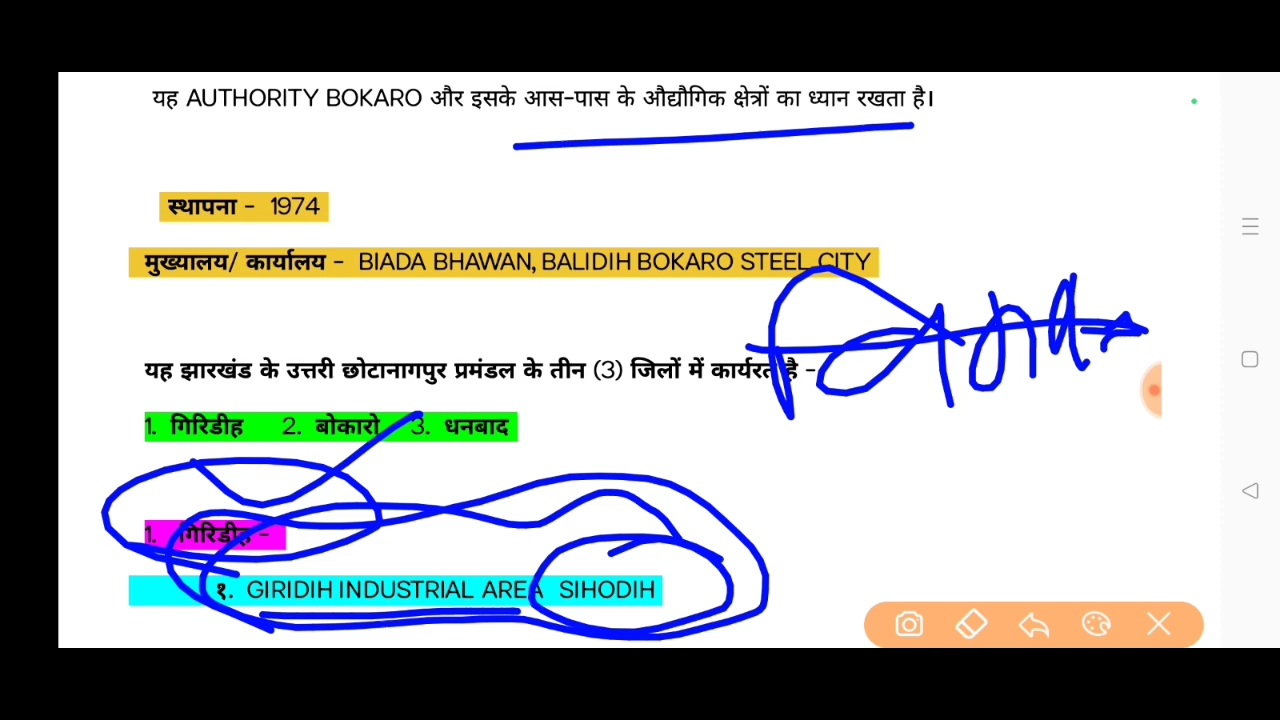 यह AUTHORITY BOKARO और इसके आस-पास के औद्यौगिक क्षेत्रों का ध्यान रखता है।
स्थापना - 1974
मुख्यालय/ कार्यालय - BIADA BHAWAN, BALIDIH BOKARO STEEL CITY
यह झारखंड के उत्तरी छोटानागपुर प्रमंडल के तीन (3) जिलों में कार्यरत है -
1. गिरिडीह 2. बोकारो 3. धनबाद
1. गिरिडीह -
१. GIRIDIH INDUSTRIAL AREA SIHODIH